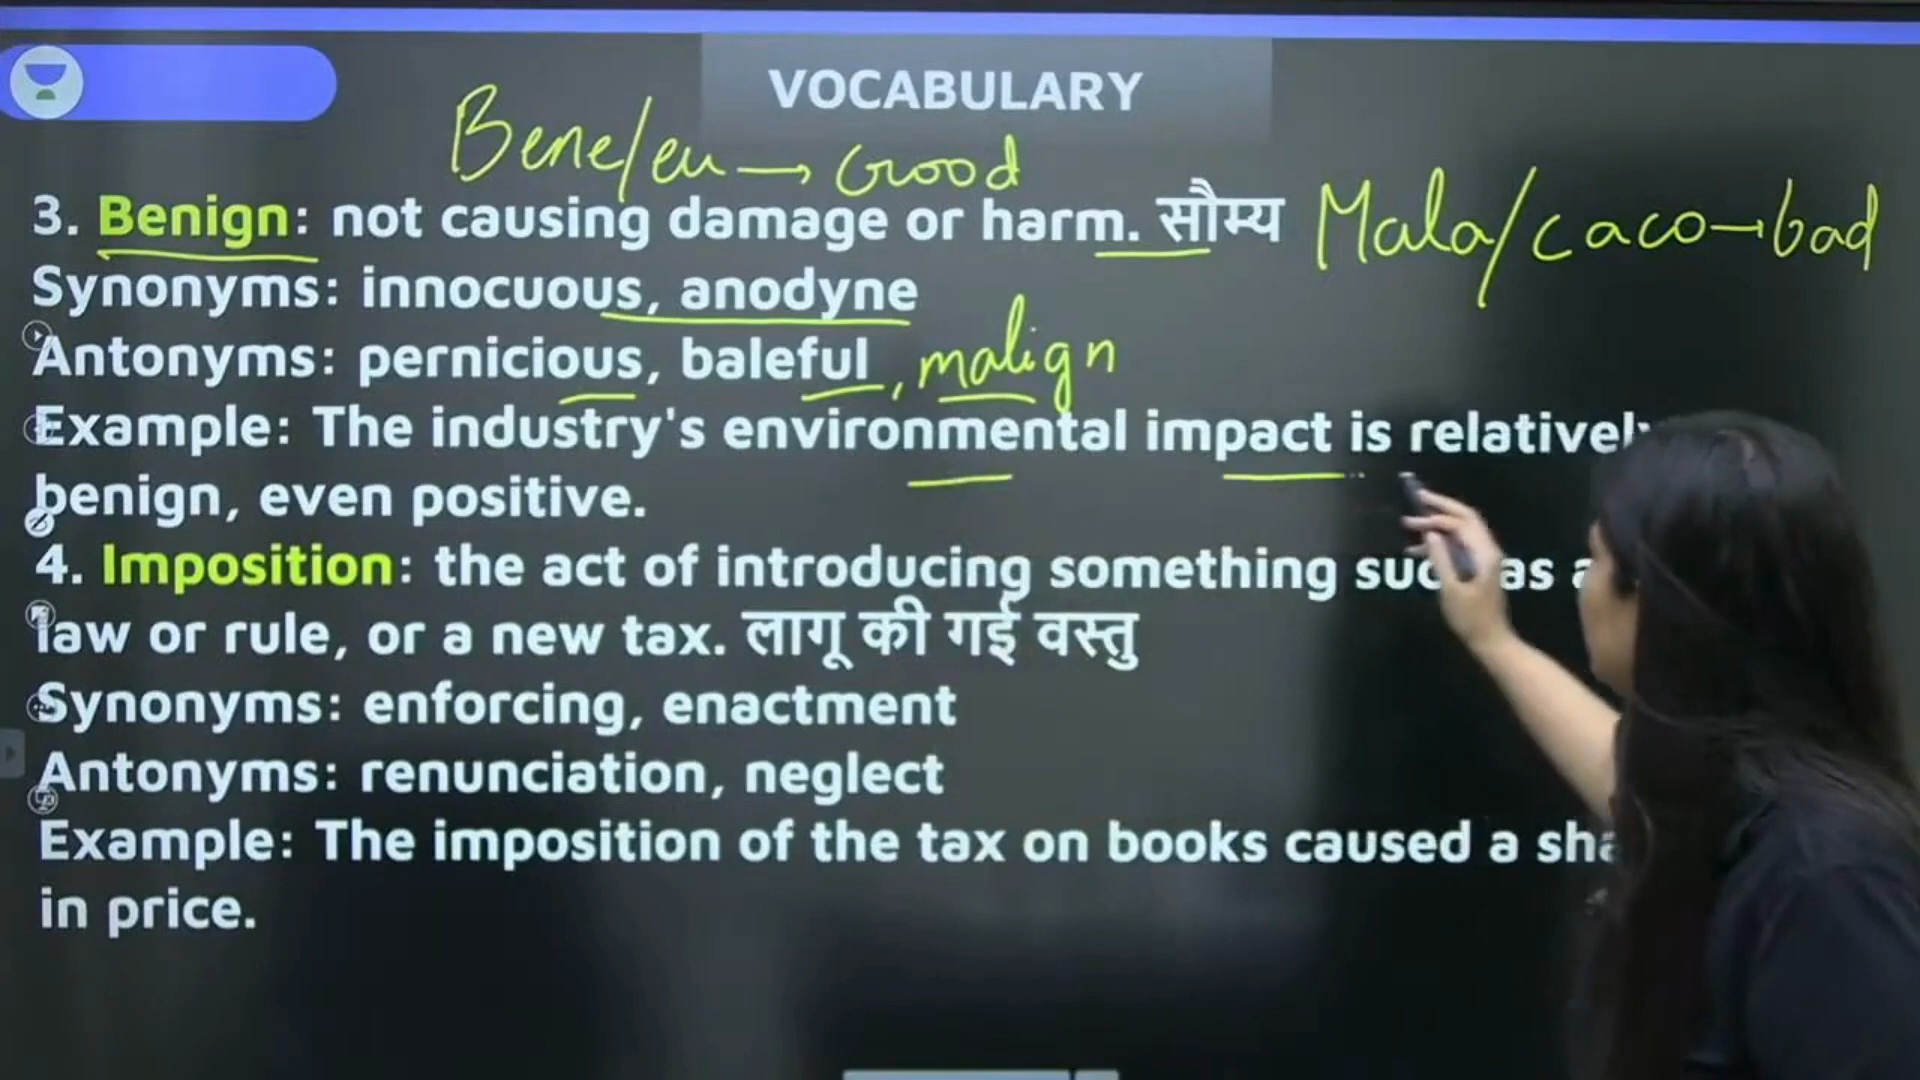 VOCABULARY
Bene/eu → Good
3. Benign: not causing damage or harm. सौम्य
Mala/caco→bad
Synonyms: innocuous, anodyne
Antonyms: pernicious, baleful, malign
Example: The industry's environmental impact is relatively
benign, even positive.
4. Imposition: the act of introducing something such as a
law or rule, or a new tax. लागू की गई वस्तु
Synonyms: enforcing, enactment
Antonyms: renunciation, neglect
Example: The imposition of the tax on books caused a
in price.